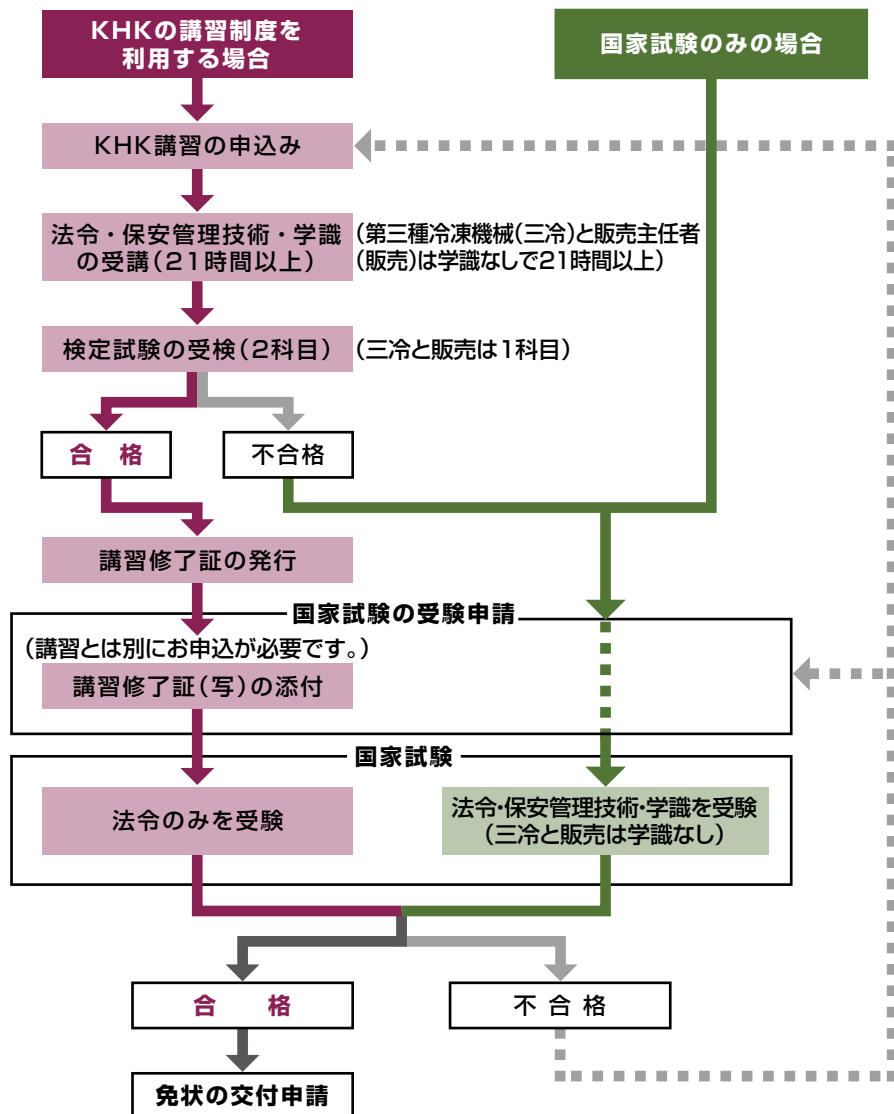 KHKの講習制度を
利用する場合
国家試験のみの場合
KHK講習の申込み
法令・保安管理技術・学識
の受講(21時間以上)
(第三種冷凍機械(三冷)と販売主任者
(販売)は学識なしで21時間以上)
検定試験の受検(2科目)
(三冷と販売は1科目)
合　格
不合格
講習修了証の発行
国家試験の受験申請
(講習とは別にお申込が必要です。)
講習修了証(写)の添付
国家試験
法令のみを受験
法令・保安管理技術・学識を受験
(三冷と販売は学識なし)
合　格
不 合 格
免状の交付申請